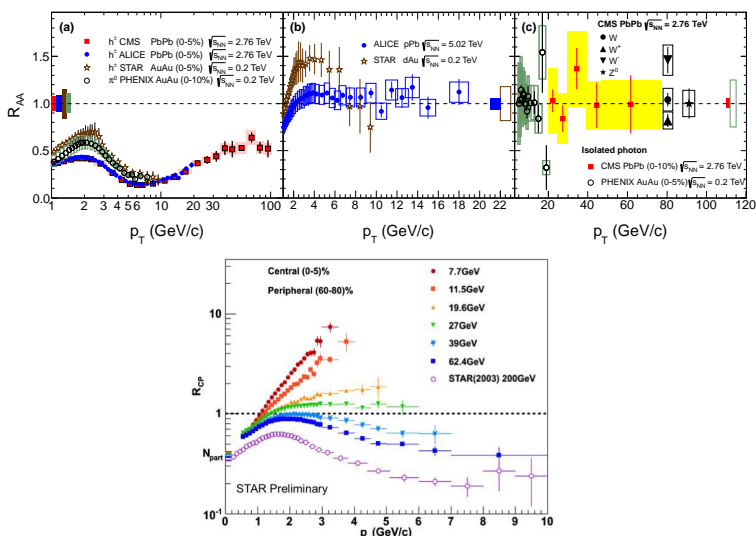 (a)
h± CMS PbPb (0-5%) √sNN = 2.76 TeV
h± ALICE PbPb (0-5%) √sNN = 2.76 TeV
h± STAR AuAu (0-5%) √sNN = 0.2 TeV
π0 PHENIX AuAu (0-10%) √sNN = 0.2 TeV
RAA
1.5
1.0
0.5
0.0
1 2 3 4 5 6 10 20 30 100
pT (GeV/c)
(b)
ALICE pPb √sNN = 5.02 TeV
STAR dAu √sNN = 0.2 TeV
2 4 6 8 10 12 14 16 18 20 22
pT (GeV/c)
(c)
CMS PbPb √sNN = 2.76 TeV
W
W+
W-
Z0
Isolated photon
CMS PbPb (0-10%) √sNN = 2.76 TeV
PHENIX AuAu (0-5%) √sNN = 0.2 TeV
20 40 60 80 100 120
pT (GeV/c)
Central (0-5)%
Peripheral (60-80)%
7.7GeV
11.5GeV
19.6GeV
27GeV
39GeV
62.4GeV
STAR(2003) 200GeV
RCP
10
1
Npart
10-1
STAR Preliminary
0 1 2 3 4 5 6 7 8 9 10
p (GeV/c)